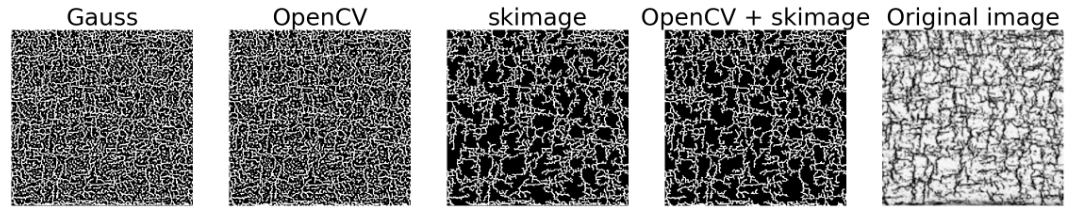 Gauss
OpenCV
skimage
OpenCV + skimage
Original image